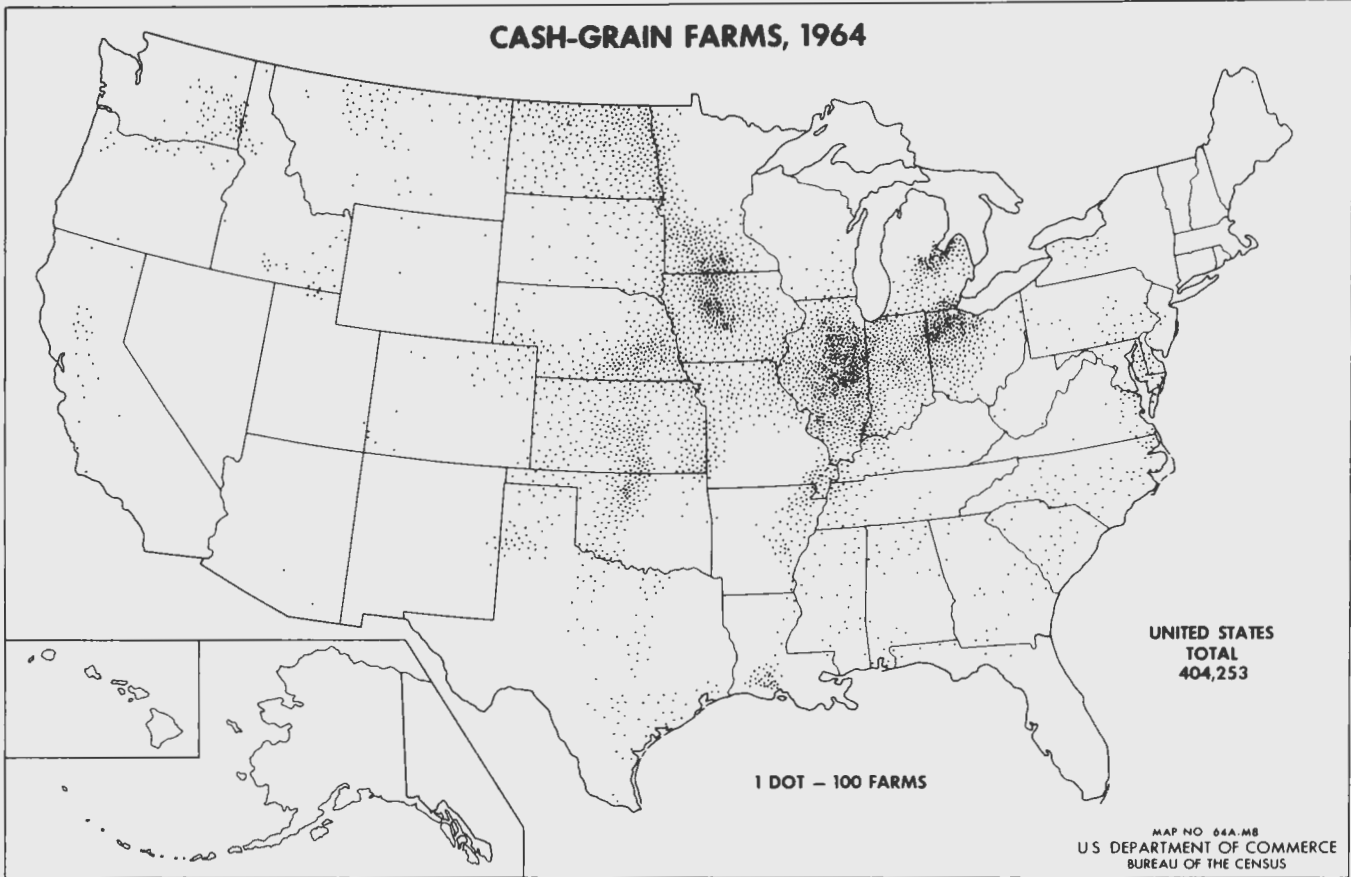 CASH-GRAIN FARMS, 1964
UNITED STATES
TOTAL
404,253
1 DOT – 100 FARMS
MAP NO 64A.M8
U S DEPARTMENT OF COMMERCE
BUREAU OF THE CENSUS